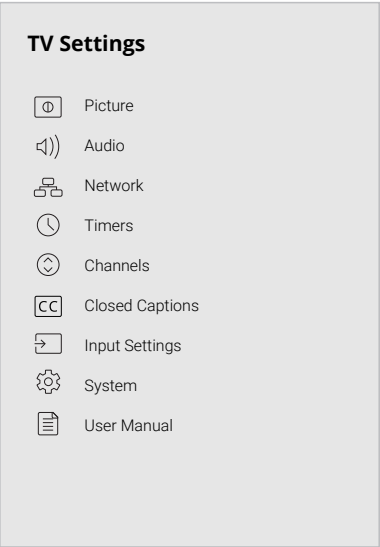 TV Settings
Picture
Audio
Network
Timers
Channels
CC Closed Captions
Input Settings
System
User Manual